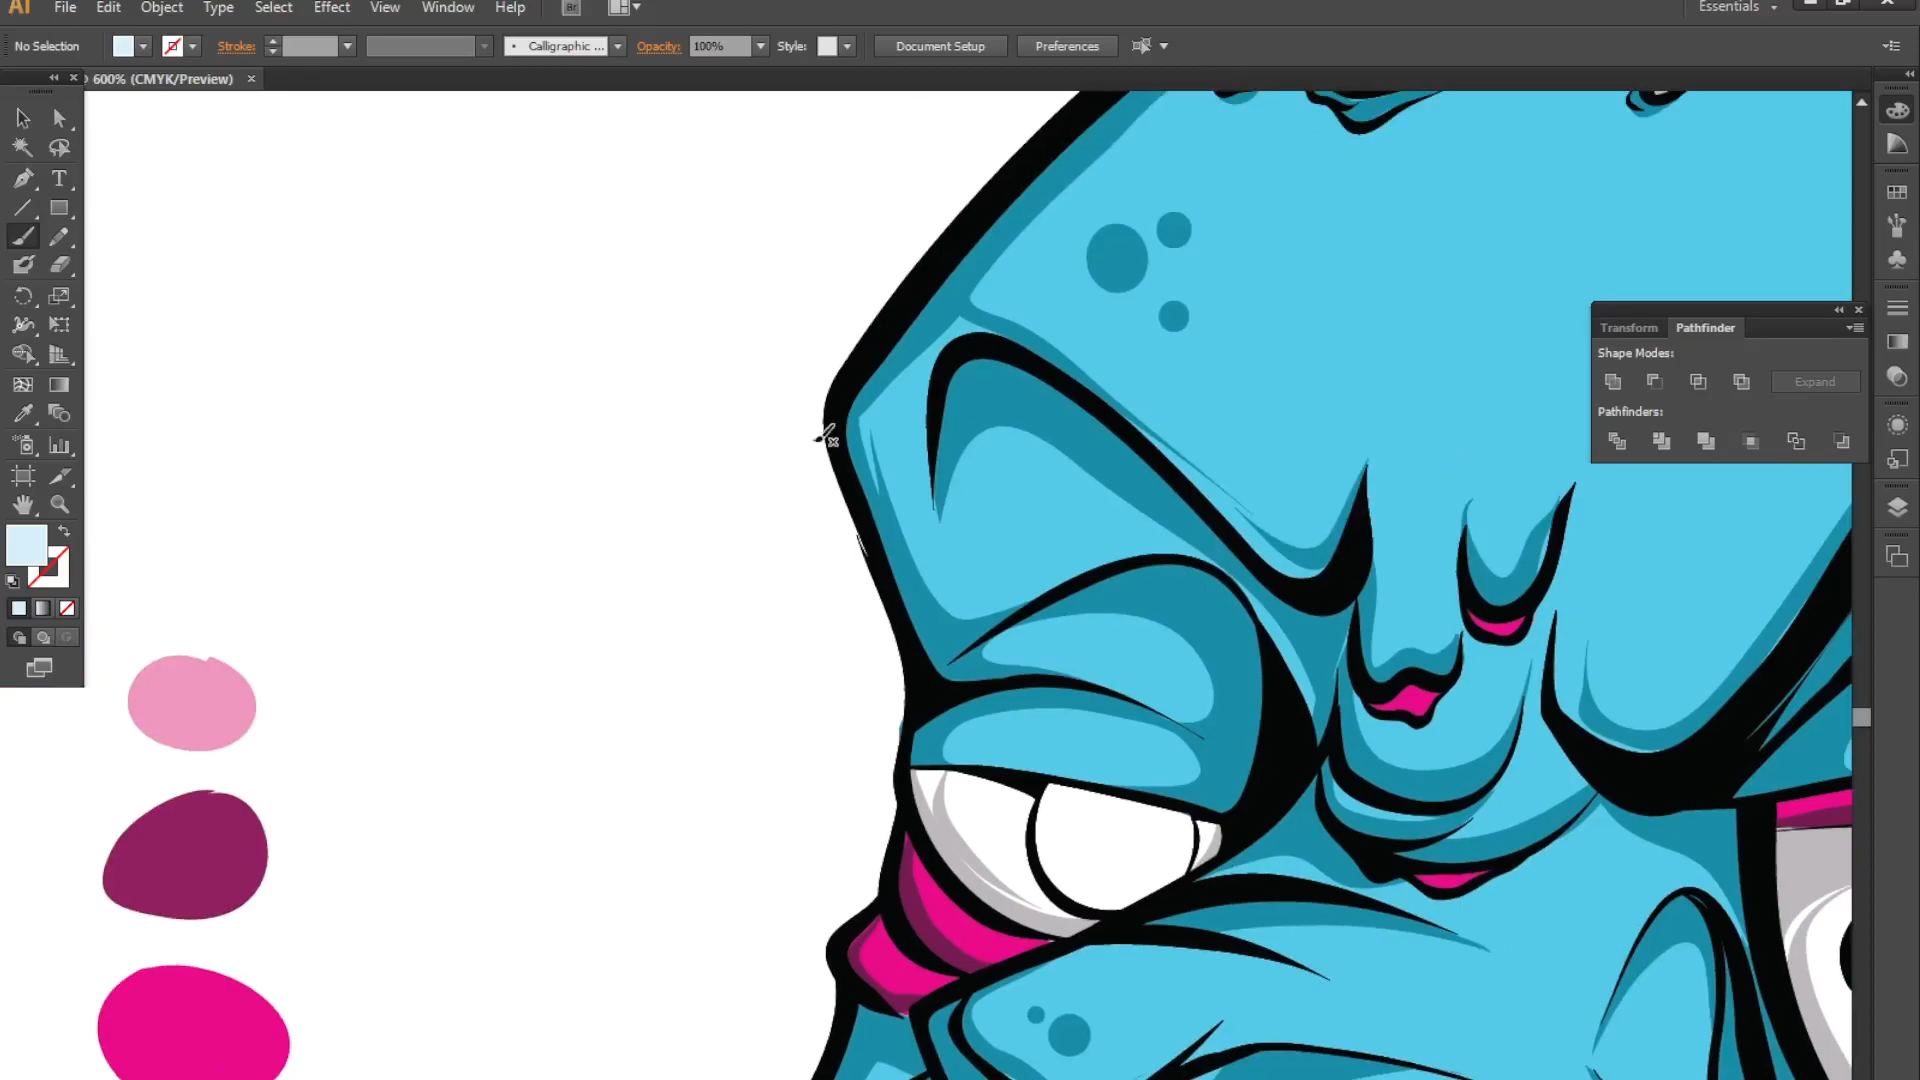 Ai File Edit Object Type Select Effect View Window Help Br Essentials
No Selection Stroke: Calligraphic ... Opacity: 100% Style: Document Setup Preferences
600% (CMYK/Preview)
T
Transform Pathfinder
Shape Modes:
Expand
Pathfinders: